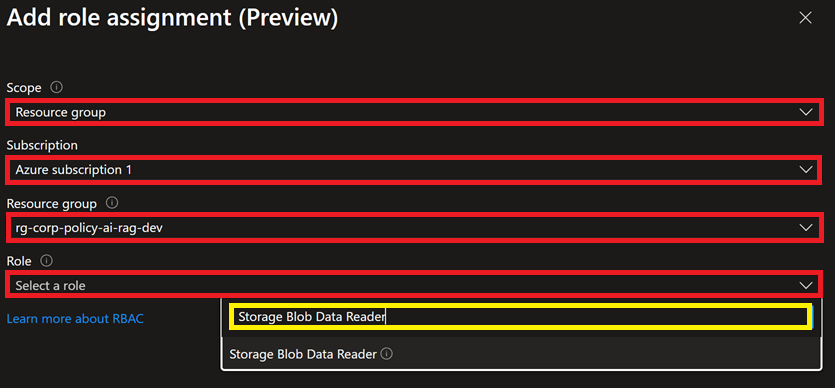 Add role assignment (Preview)
Scope
Resource group
Subscription
Azure subscription 1
Resource group
rg-corp-policy-ai-rag-dev
Role
Select a role
Learn more about RBAC
Storage Blob Data Reader
Storage Blob Data Reader